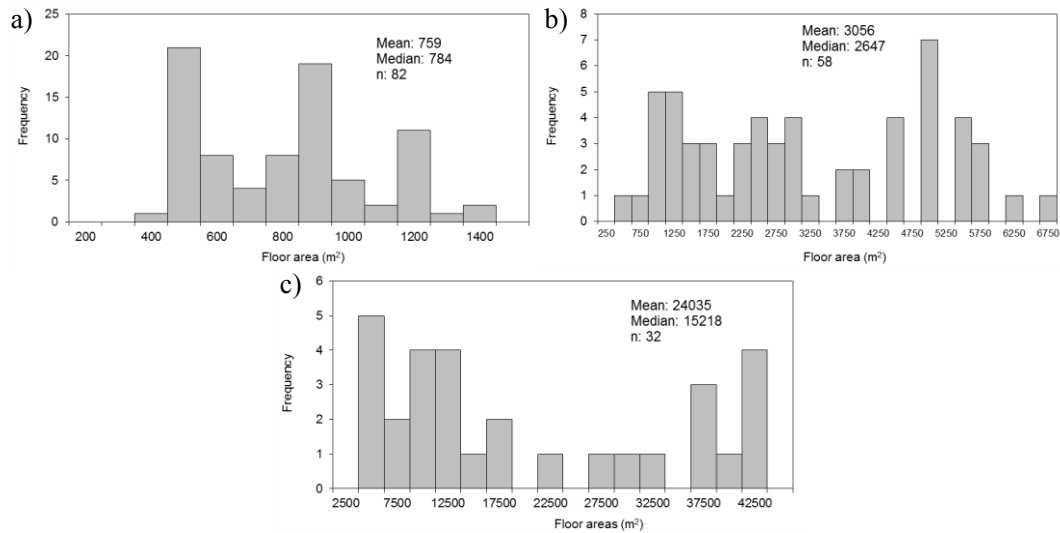 a)
25
20
15
10
5
0
Frequency
Mean: 759
Median: 784
n: 82
200 400 600 800 1000 1200 1400
Floor area (m²)
b)
8
7
6
5
4
3
2
1
0
Frequency
Mean: 3056
Median: 2647
n: 58
250 750 1250 1750 2250 2750 3250 3750 4250 4750 5250 5750 6250 6750
Floor area (m²)
c)
6
5
4
3
2
1
0
Frequency
Mean: 24035
Median: 15218
n: 32
2500 7500 12500 17500 22500 27500 32500 37500 42500
Floor areas (m²)